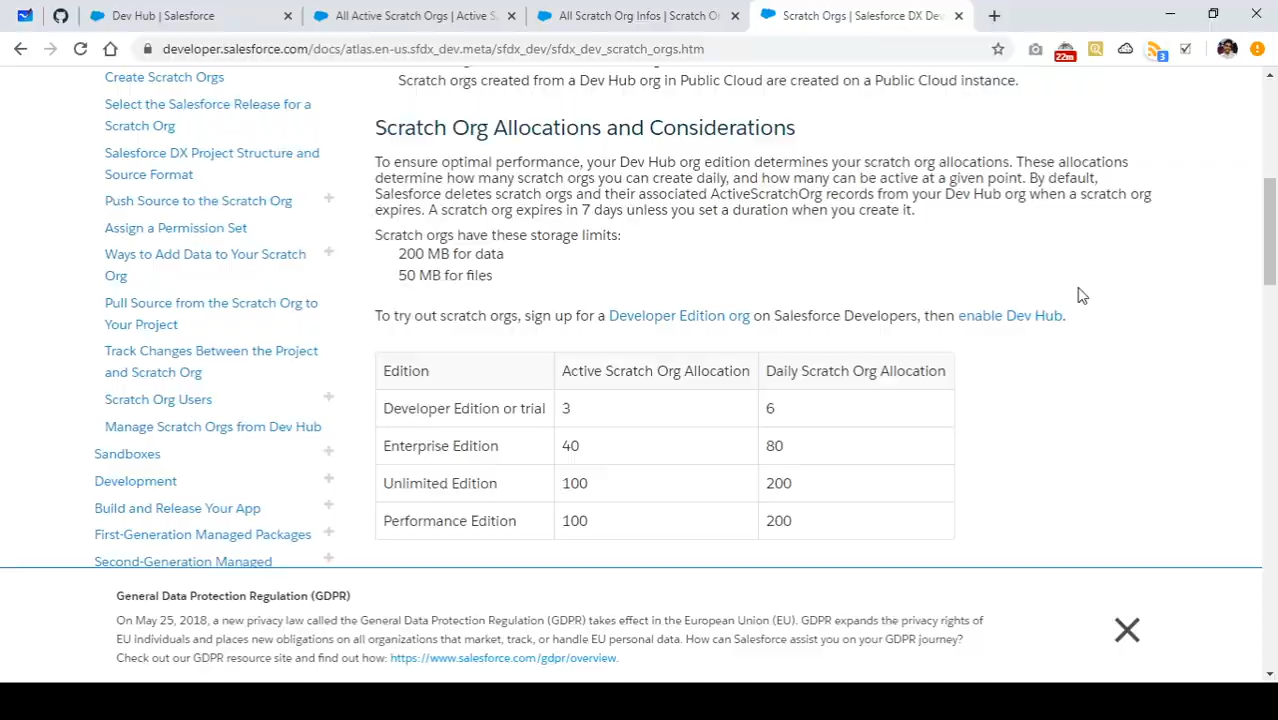 Dev Hub | Salesforce
All Active Scratch Orgs | Active S
All Scratch Org Infos | Scratch O
Scratch Orgs | Salesforce DX Dev
developer.salesforce.com/docs/atlas.en-us.sfdx_dev.meta/sfdx_dev/sfdx_dev_scratch_orgs.htm
22m
3
Create Scratch Orgs
Select the Salesforce Release for a
Scratch Org
Salesforce DX Project Structure and
Source Format
Push Source to the Scratch Org
Assign a Permission Set
Ways to Add Data to Your Scratch
Org
Pull Source from the Scratch Org to
Your Project
Track Changes Between the Project
and Scratch Org
Scratch Org Users
Manage Scratch Orgs from Dev Hub
Sandboxes
Development
Build and Release Your App
First-Generation Managed Packages
Second-Generation Managed
Scratch orgs created from a Dev Hub org in Public Cloud are created on a Public Cloud instance.
Scratch Org Allocations and Considerations
To ensure optimal performance, your Dev Hub org edition determines your scratch org allocations. These allocations
determine how many scratch orgs you can create daily, and how many can be active at a given point. By default,
Salesforce deletes scratch orgs and their associated ActiveScratchOrg records from your Dev Hub org when a scratch org
expires. A scratch org expires in 7 days unless you set a duration when you create it.
Scratch orgs have these storage limits:
200 MB for data
50 MB for files
To try out scratch orgs, sign up for a Developer Edition org on Salesforce Developers, then enable Dev Hub.
Edition Active Scratch Org Allocation Daily Scratch Org Allocation
Developer Edition or trial 3 6
Enterprise Edition 40 80
Unlimited Edition 100 200
Performance Edition 100 200
General Data Protection Regulation (GDPR)
On May 25, 2018, a new privacy law called the General Data Protection Regulation (GDPR) takes effect in the European Union (EU). GDPR expands the privacy rights of
EU individuals and places new obligations on all organizations that market, track, or handle EU personal data. How can Salesforce assist you on your GDPR journey?
Check out our GDPR resource site and find out how: https://www.salesforce.com/gdpr/overview.